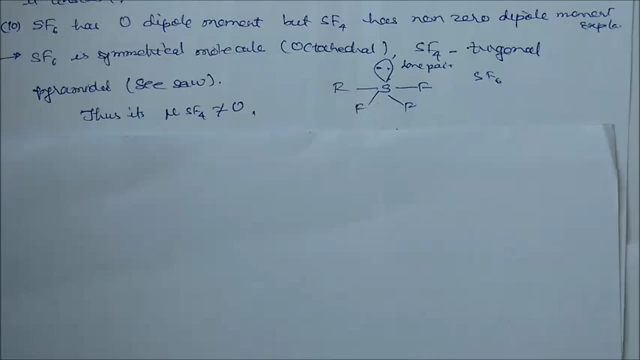 (10) SF6 has 0 dipole moment but SF4 has non zero dipole moment
Explain.
→ SF6 is symmetrical molecule (Octahedral), SF4 - trigonal
pyramidal (See saw).
Thus its μ SF4 ≠ 0.
lone pair
F S F
F F
SF6